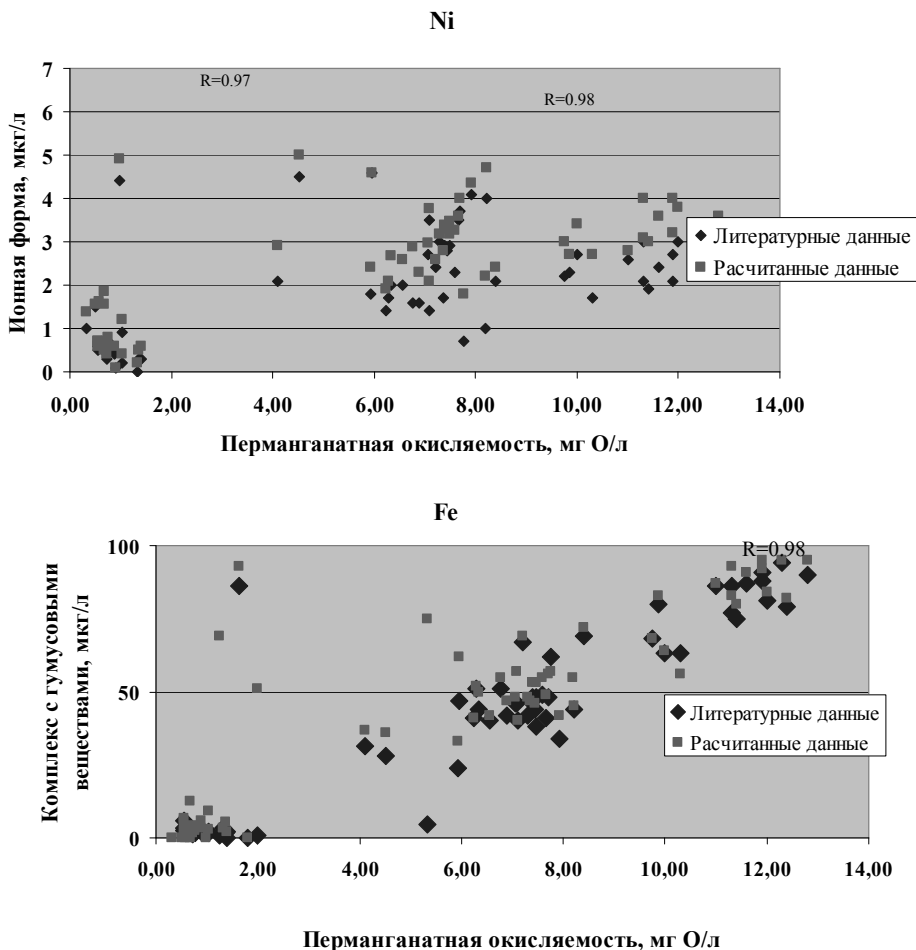 Ni
R=0.97
R=0.98
7
6
5
4
3
2
1
0
Ионная форма, мкг/л
0,00 2,00 4,00 6,00 8,00 10,00 12,00 14,00
Перманганатная окисляемость, мг О/л
Литературные данные
Расчитанные данные
Fe
R=0.98
100
50
0
Комплекс с гумусовыми
веществами, мкг/л
0,00 2,00 4,00 6,00 8,00 10,00 12,00 14,00
Перманганатная окисляемость, мг О/л
Литературные данные
Расчитанные данные